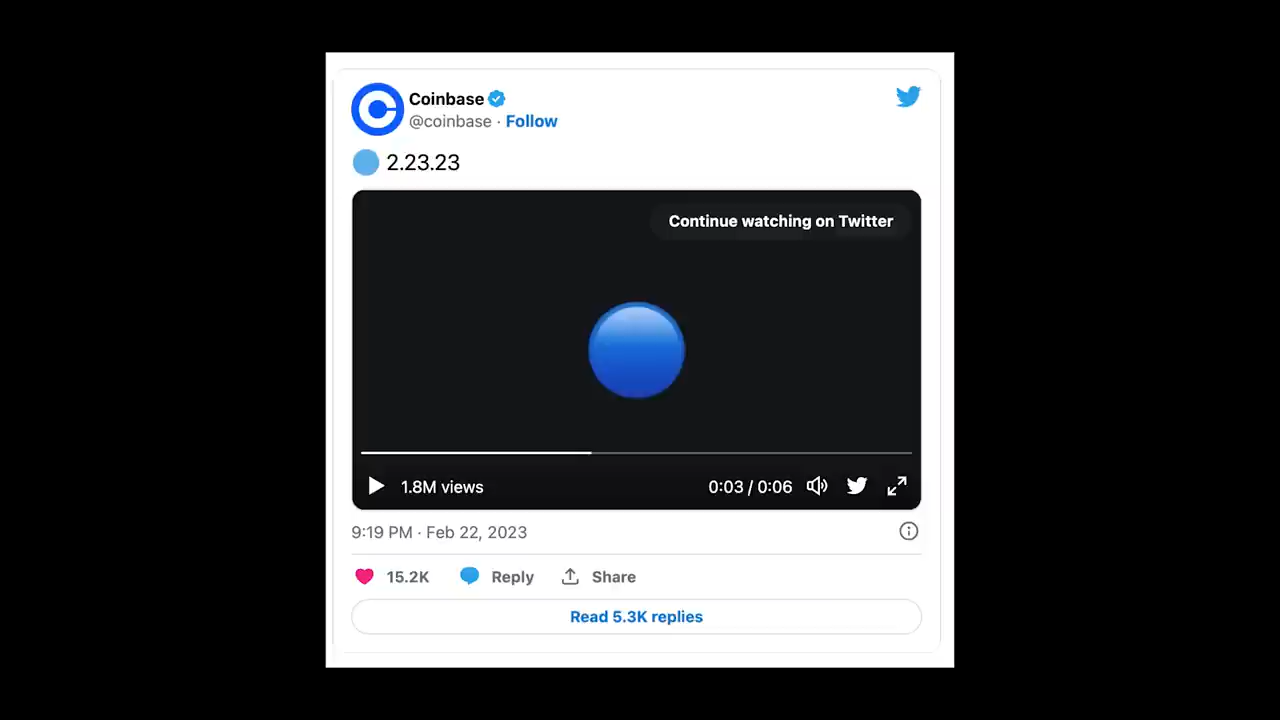 Coinbase
@coinbase · Follow
2.23.23
Continue watching on Twitter
1.8M views
0:03 / 0:06
9:19 PM · Feb 22, 2023
15.2K Reply Share
Read 5.3K replies